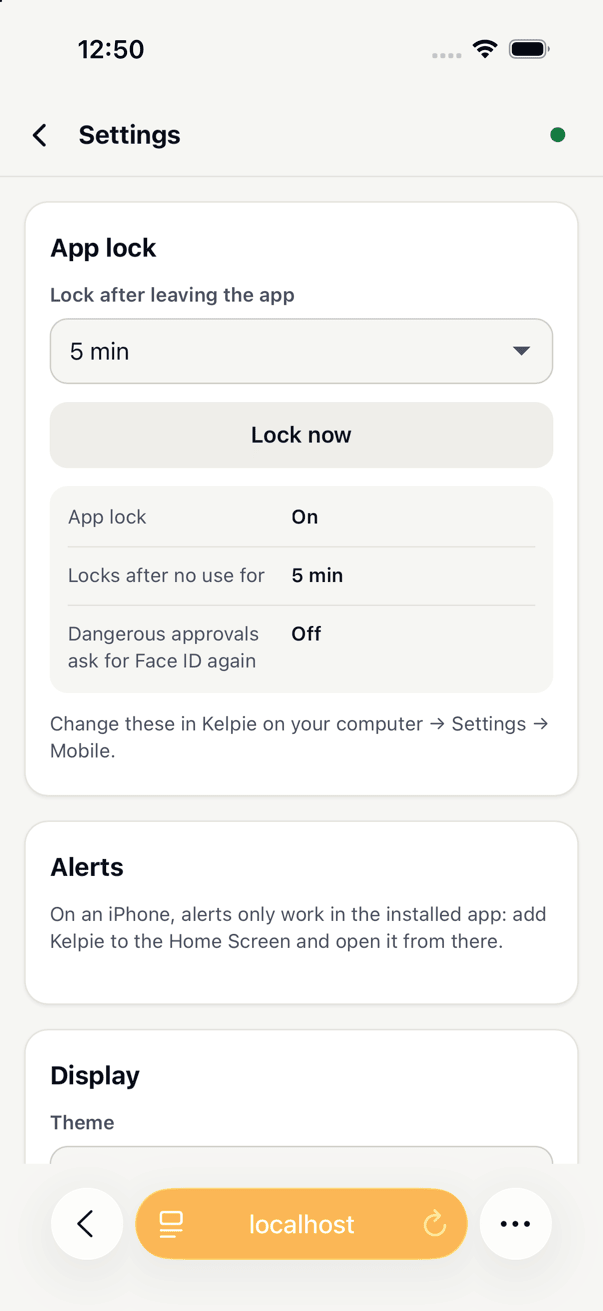 12:50
Settings
App lock
Lock after leaving the app
5 min
Lock now
App lock On
Locks after no use for 5 min
Dangerous approvals Off
ask for Face ID again
Change these in Kelpie on your computer → Settings →
Mobile.
Alerts
On an iPhone, alerts only work in the installed app: add
Kelpie to the Home Screen and open it from there.
Display
Theme
localhost